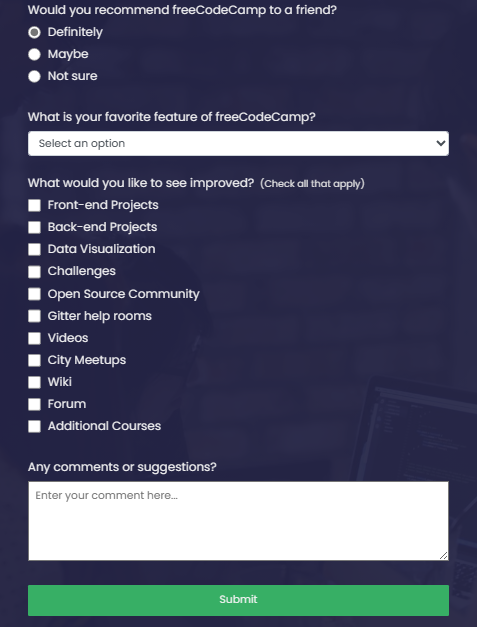 Would you recommend freeCodeCamp to a friend?
Definitely
Maybe
Not sure
What is your favorite feature of freeCodeCamp?
Select an option
What would you like to see improved? (Check all that apply)
Front-end Projects
Back-end Projects
Data Visualization
Challenges
Open Source Community
Gitter help rooms
Videos
City Meetups
Wiki
Forum
Additional Courses
Any comments or suggestions?
Enter your comment here...
Submit